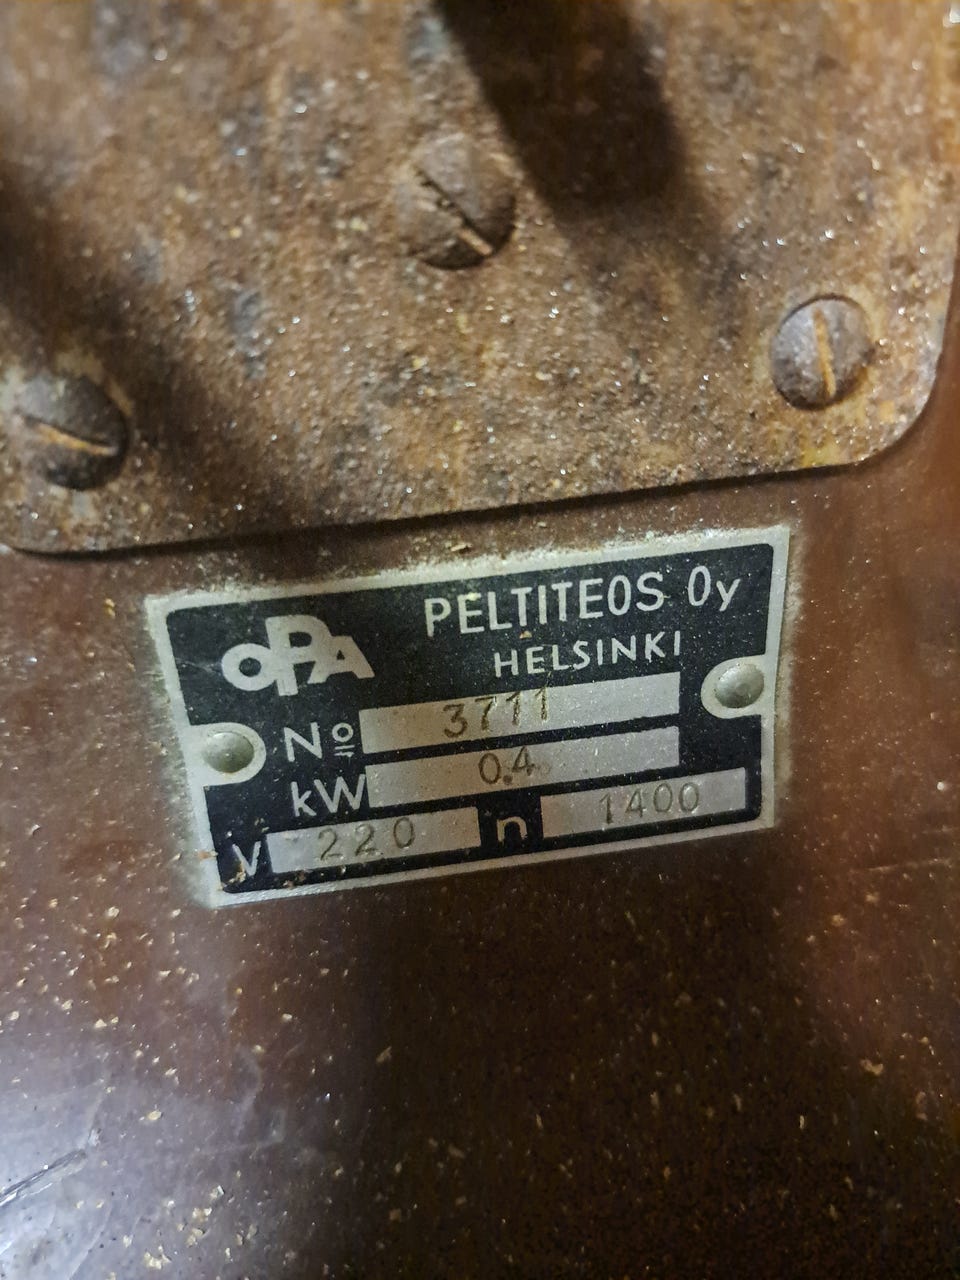 OPA
PELTITEOS Oy
HELSINKI
No 3711
kW 0.4
V 220 n 1400